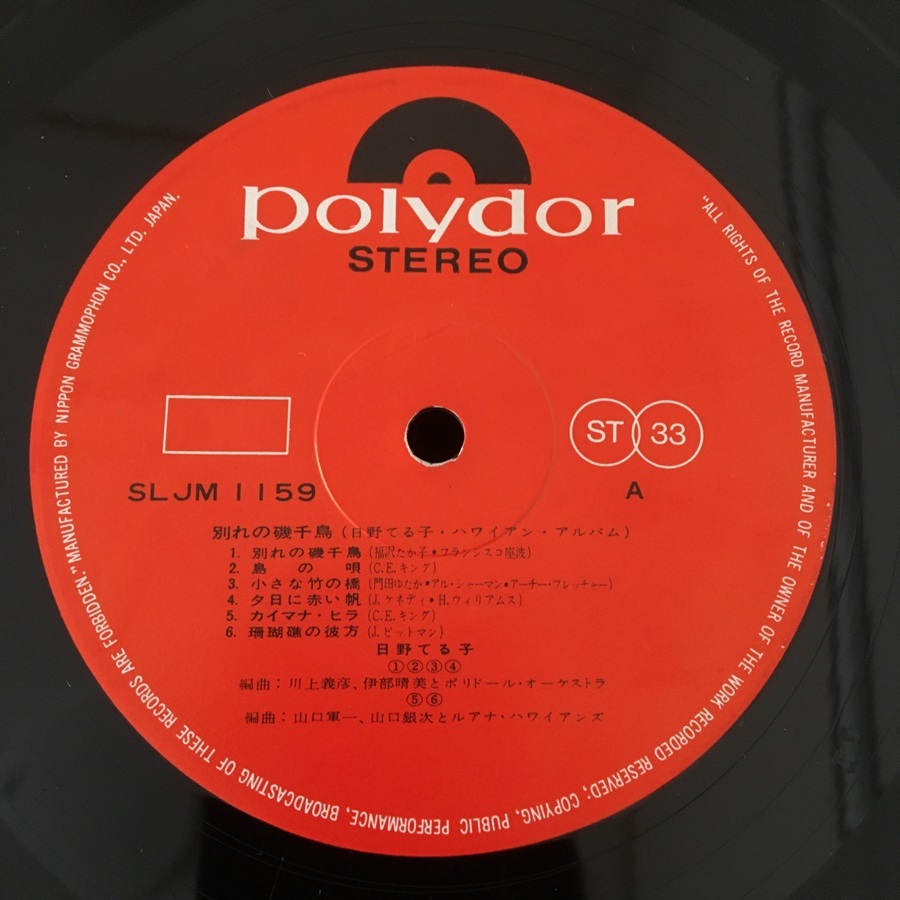 polydor
STEREO
ST 33
SLJM 1159
A
別れの磯千鳥 (日野てる子・ハワイアン・アルバム)
1. 別れの磯千鳥 (福沢たか子●フランシスコ座波)
2. 島の唄 (C.E.キング)
3. 小さな竹の橋 (門田ゆたか●アル・シャーマン●アーチー・フレッチャー)
4. 夕日に赤い帆 (J.ケネディ●H.ウィリアムス)
5. カイマナ・ヒラ (C.E.キング)
6. 珊瑚礁の彼方 (J.ピットマン)
日野てる子
①②③④
編曲：川上義彦、伊部晴美とポリドール・オーケストラ
⑤⑥
編曲：山口軍一、山口銀次とルアナ・ハワイアンズ
"ALL RIGHTS OF THE RECORD MANUFACTURER AND OF THE OWNER OF THE WORK RECORDED RESERVED; COPYING, PUBLIC PERFORMANCE, BROADCASTING OF THESE RECORDS ARE FORBIDDEN." MANUFACTURED BY NIPPON GRAMMOPHON CO., LTD. JAPAN.